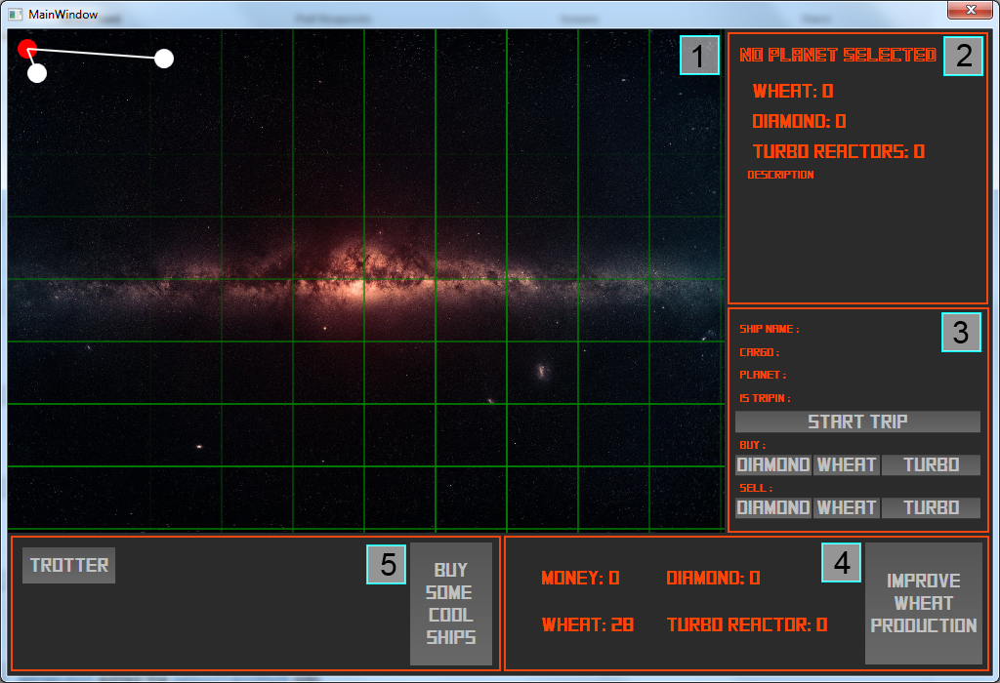 MainWindow
1
NO PLANET SELECTED
2
WHEAT: 0
DIAMOND: 0
TURBO REACTORS: 0
DESCRIPTION
3
SHIP NAME :
CARGO :
PLANET :
IS TRIPIN :
START TRIP
BUY :
DIAMOND WHEAT TURBO
SELL :
DIAMOND WHEAT TURBO
TROTTER
5
BUY
SOME
COOL
SHIPS
MONEY: 0 DIAMOND: 0
WHEAT: 28 TURBO REACTOR: 0
4
IMPROVE
WHEAT
PRODUCTION